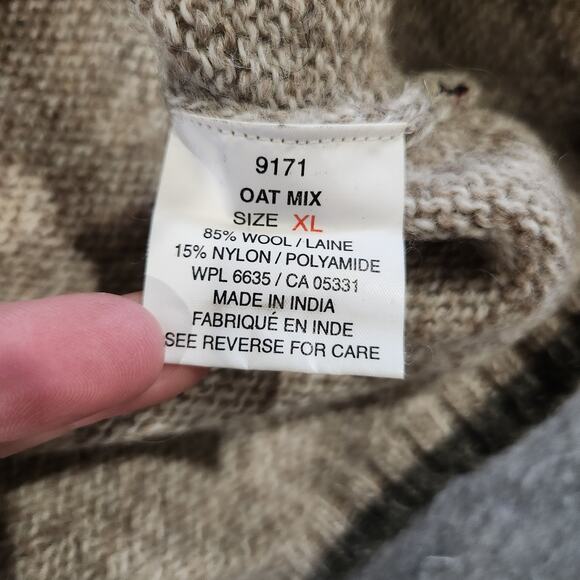 9171
OAT MIX
SIZE XL
85% WOOL / LAINE
15% NYLON / POLYAMIDE
WPL 6635 / CA 05331
MADE IN INDIA
FABRIQUÉ EN INDE
SEE REVERSE FOR CARE